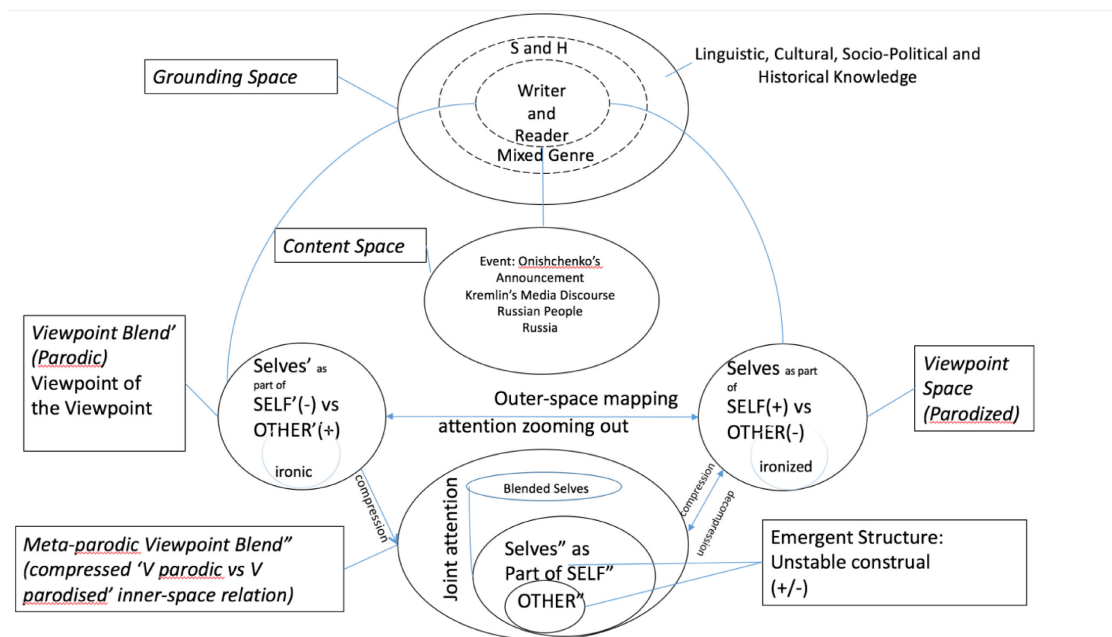 S and H
Linguistic, Cultural, Socio-Political and
Historical Knowledge
Grounding Space
Writer
and
Reader
Mixed Genre
Content Space
Event: Onishchenko's
Announcement
Kremlin's Media Discourse
Russian People
Russia
Viewpoint Blend'
(Parodic)
Viewpoint of
the Viewpoint
Selves' as
part of
SELF'(-) vs
OTHER'(+)
ironic
Outer-space mapping
attention zooming out
Selves as part
of
SELF(+) vs
OTHER(-)
ironized
Viewpoint
Space
(Parodized)
compression
compression
decompression
Joint attention
Blended Selves
Selves" as
Part of SELF"
OTHER"
Meta-parodic Viewpoint Blend"
(compressed 'V parodic vs V
parodised' inner-space relation)
Emergent Structure:
Unstable construal
(+/-)